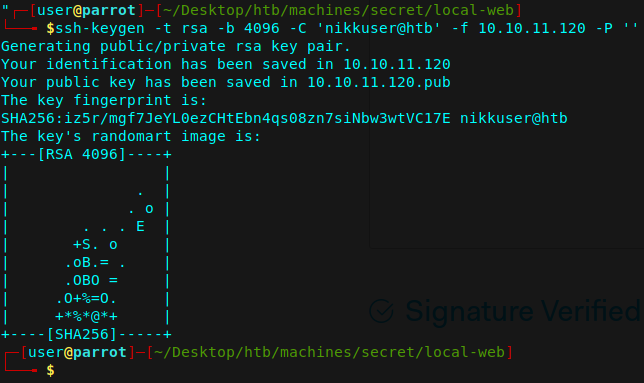 "┌─[user@parrot]─[~/Desktop/htb/machines/secret/local-web]
└──╼ $ssh-keygen -t rsa -b 4096 -C 'nikkuser@htb' -f 10.10.11.120 -P ''
Generating public/private rsa key pair.
Your identification has been saved in 10.10.11.120
Your public key has been saved in 10.10.11.120.pub
The key fingerprint is:
SHA256:iz5r/mgf7JeYL0ezCHtEbn4qs08zn7siNbw3wtVC17E nikkuser@htb
The key's randomart image is:
+---[RSA 4096]----+
|                 |
|              .  |
|             . o |
|        . . . E  |
|       +S. o     |
|      .oB.= .    |
|      .OBO =     |
|     .O+%=O.     |
|     +*%*@*+     |
+----[SHA256]-----+
┌─[user@parrot]─[~/Desktop/htb/machines/secret/local-web]
└──╼ $
Signature Verified